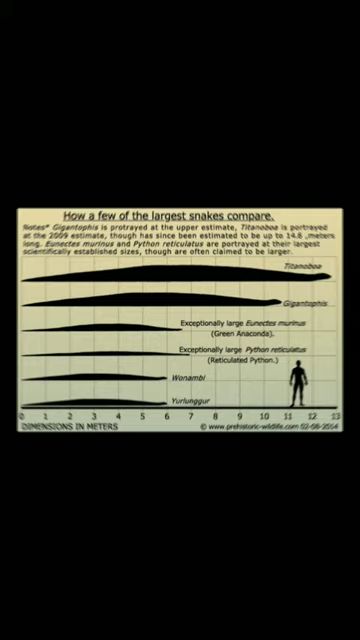 How a few of the largest snakes compare.
Notes* Gigantophis is protrayed at the upper estimate, Titanoboa is portrayed
at the 2009 estimate, though has since been estimated to be up to 14.8 ,meters
long. Eunectes murinus and Python reticulatus are portrayed at their largest
scientifically established sizes, though are often claimed to be larger.
Titanoboa
Gigantophis
Exceptionally large Eunectes murinus
(Green Anaconda).
Exceptionally large Python reticulatus
(Reticulated Python.)
Wonambi
Yurlunggur
0 1 2 3 4 5 6 7 8 9 10 11 12 13
DIMENSIONS IN METERS © www.prehistoric-wildlife.com 02-08-2014